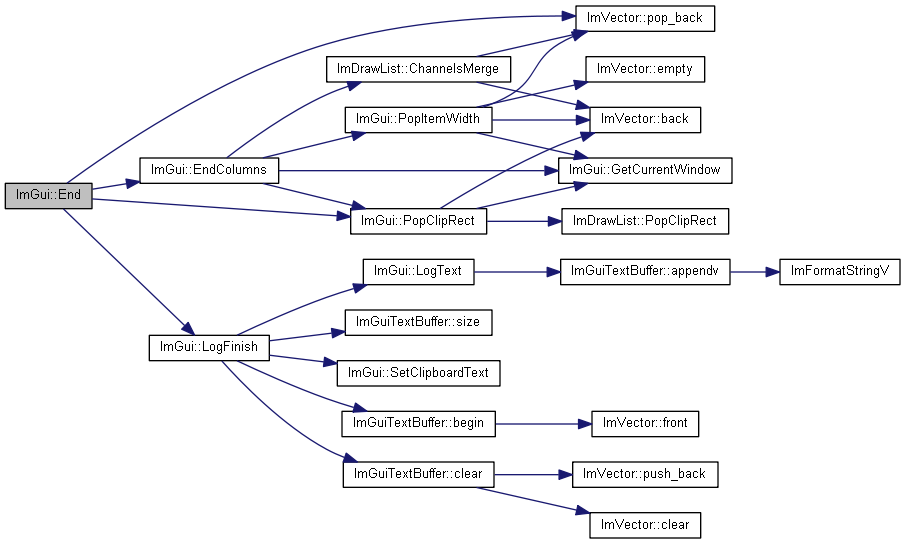 ImGui::End
ImGui::EndColumns
ImGui::LogFinish
ImDrawList::ChannelsMerge
ImGui::PopItemWidth
ImGui::PopClipRect
ImGui::LogText
ImGuiTextBuffer::size
ImGui::SetClipboardText
ImGuiTextBuffer::begin
ImGuiTextBuffer::clear
ImVector::pop_back
ImVector::empty
ImVector::back
ImGui::GetCurrentWindow
ImDrawList::PopClipRect
ImGuiTextBuffer::appendv
ImVector::front
ImVector::push_back
ImVector::clear
ImFormatStringV